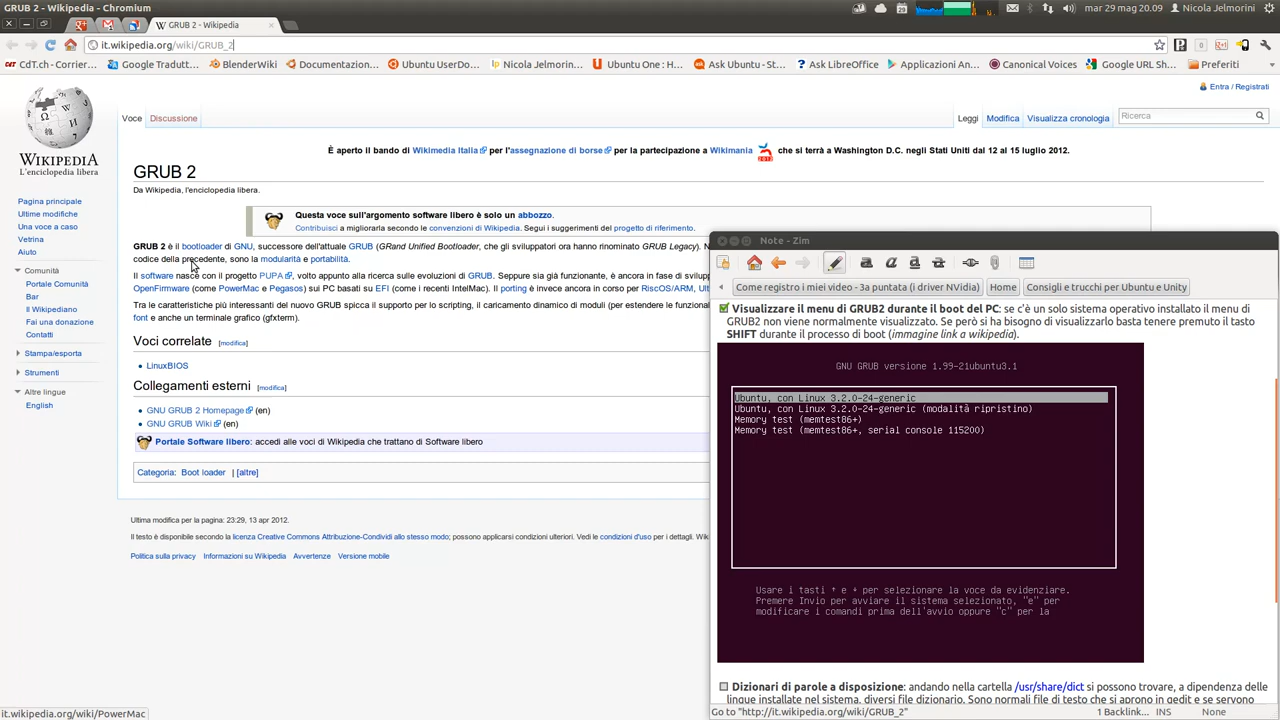 GRUB 2 - Wikipedia - Chromium
mar 29 mag 20.09
Nicola Jelmorini
GRUB 2 - Wikipedia
it.wikipedia.org/wiki/GRUB_2
CdT.ch - Corrier...
Google Tradutt...
BlenderWiki
Documentazion...
Ubuntu UserDo...
Nicola Jelmorin...
Ubuntu One : H...
Ask Ubuntu - St...
Ask LibreOffice
Applicazioni An...
Canonical Voices
Google URL Sh...
Preferiti
Entra / Registrati
WIKIPEDIA
L'enciclopedia libera
Voce
Discussione
Leggi
Modifica
Visualizza cronologia
Ricerca
È aperto il bando di Wikimedia Italia per l'assegnazione di borse per la partecipazione a Wikimania che si terrà a Washington D.C. negli Stati Uniti dal 12 al 15 luglio 2012.
GRUB 2
Da Wikipedia, l'enciclopedia libera.
Questa voce sull'argomento software libero è solo un abbozzo.
Contribuisci a migliorarla secondo le convenzioni di Wikipedia. Segui i suggerimenti del progetto di riferimento.
GRUB 2 è il bootloader di GNU, successore dell'attuale GRUB (GRand Unified Bootloader, che gli sviluppatori ora hanno rinominato GRUB Legacy).
codice della precedente, sono la modularità e portabilità.
Il software nasce con il progetto PUPA, volto appunto alla ricerca sulle evoluzioni di GRUB. Seppure sia già funzionante, è ancora in fase di svilup
OpenFirmware (come PowerMac e Pegasos) su PC basati su EFI (come i recenti IntelMac). Il porting è invece ancora in corso per RiscOS/ARM, Ult
Tra le caratteristiche più interessanti del nuovo GRUB spicca il supporto per lo scripting, il caricamento dinamico di moduli (per estendere le funzional
font e anche un terminale grafico (gfxterm).
Voci correlate [modifica]
LinuxBIOS
Collegamenti esterni [modifica]
GNU GRUB 2 Homepage (en)
GNU GRUB Wiki (en)
Portale Software libero: accedi alle voci di Wikipedia che trattano di Software libero
Categoria: Boot loader | [altre]
Ultima modifica per la pagina: 23:29, 13 apr 2012.
Il testo è disponibile secondo la licenza Creative Commons Attribuzione-Condividi allo stesso modo; possono applicarsi condizioni ulteriori. Vedi le condizioni d'uso per i dettagli. Wik
Politica sulla privacy
Informazioni su Wikipedia
Avvertenze
Versione mobile
Pagina principale
Ultime modifiche
Una voce a caso
Vetrina
Aiuto
Comunità
Portale Comunità
Bar
Il Wikipediano
Fai una donazione
Contatti
Stampa/esporta
Strumenti
Altre lingue
English
it.wikipedia.org/wiki/PowerMac
Note - Zim
Come registro i miei video - 3a puntata (i driver NVidia)
Home
Consigli e trucchi per Ubuntu e Unity
Visualizzare il menu di GRUB2 durante il boot del PC: se c'è un solo sistema operativo installato il menu di
GRUB2 non viene normalmente visualizzato. Se però si ha bisogno di visualizzarlo basta tenere premuto il tasto
SHIFT durante il processo di boot (immagine link a wikipedia).
GNU GRUB versione 1.99-21ubuntu3.1
Ubuntu, con Linux 3.2.0-24-generic
Ubuntu, con Linux 3.2.0-24-generic (modalità ripristino)
Memory test (memtest86+)
Memory test (memtest86+, serial console 115200)
Usare i tasti ↑ e ↓ per selezionare la voce da evidenziare.
Premere Invio per avviare il sistema selezionato, "e" per
modificare i comandi prima dell'avvio oppure "c" per la
Dizionari di parole a disposizione: andando nella cartella /usr/share/dict si possono trovare, a dipendenza delle
lingue installate nel sistema, diversi file dizionario. Sono normali file di testo che si aprono in gedit e se servono
Go to "http://it.wikipedia.org/wiki/GRUB_2"
1 Backlink...
INS
None